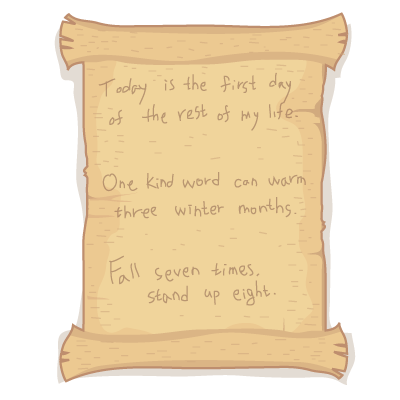 Today is the first day
of the rest of my life.
One kind word can warm
three winter months.
Fall seven times.
stand up eight.